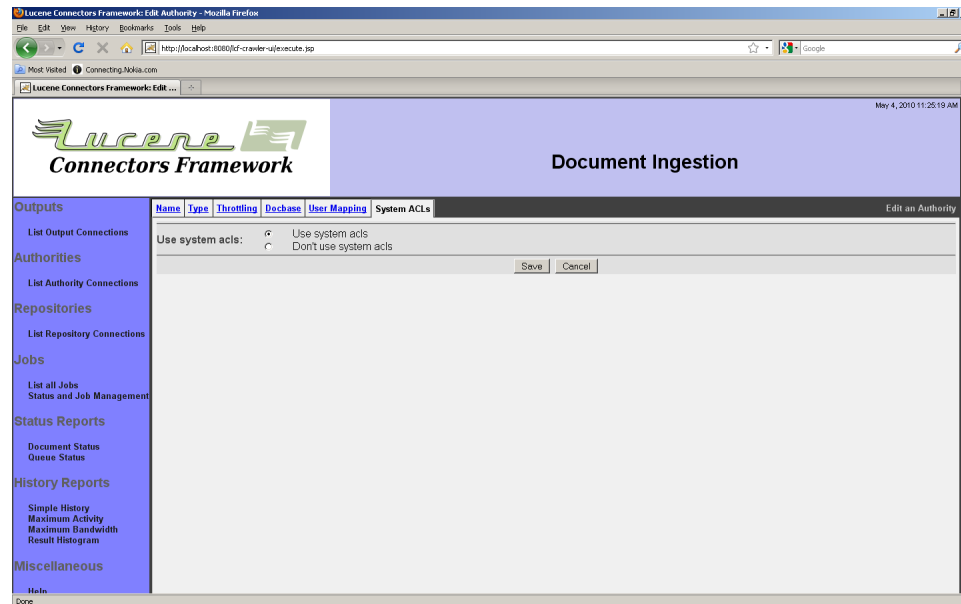 Lucene Connectors Framework: Edit Authority - Mozilla Firefox
File Edit View History Bookmarks Tools Help
http://localhost:8080/lcf-crawler-ui/execute.jsp
Google
Most Visited Connecting.Nokia.com
Lucene Connectors Framework: Edit ...
May 4, 2010 11:25:19 AM
Lucene
Connectors Framework
Document Ingestion
Outputs
Name Type Throttling Docbase User Mapping System ACLs
Edit an Authority
List Output Connections
Use system acls:
Use system acls
Don't use system acls
Save Cancel
Authorities
List Authority Connections
Repositories
List Repository Connections
Jobs
List all Jobs
Status and Job Management
Status Reports
Document Status
Queue Status
History Reports
Simple History
Maximum Activity
Maximum Bandwidth
Result Histogram
Miscellaneous
Help
Done